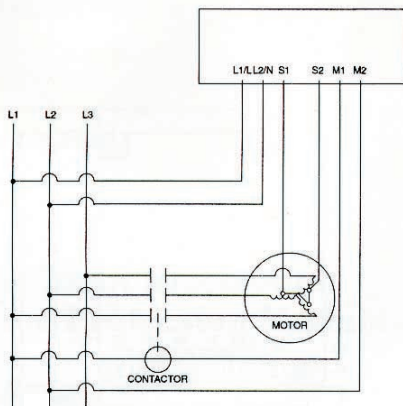 L1/L L2/N S1 S2 M1 M2
L1 L2 L3
MOTOR
CONTACTOR